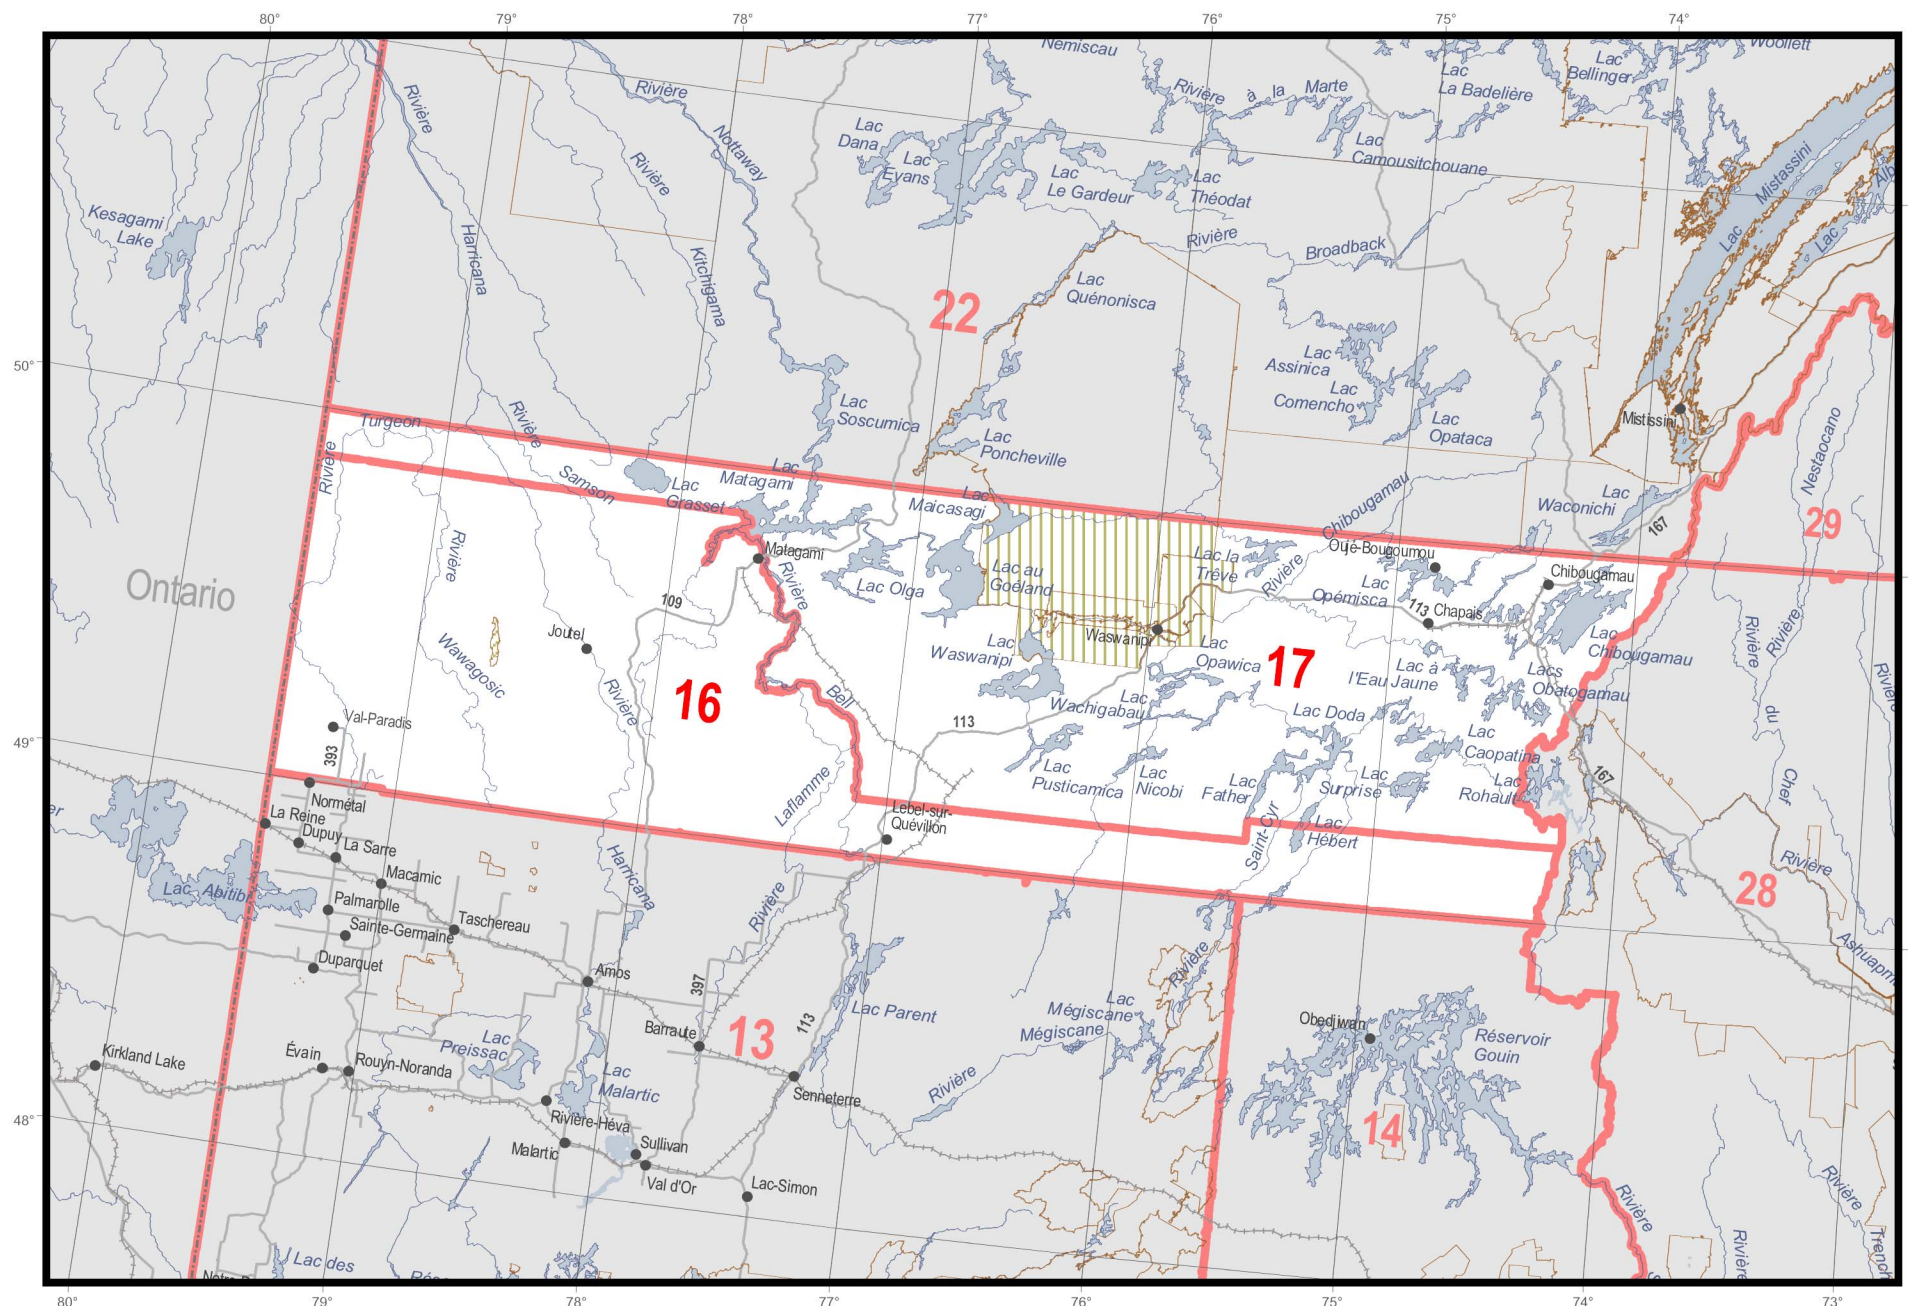 80°
79°
78°
77°
76°
75°
74°
Nemiscau
Woollett
Lac
Bellinger
Lac
La Badelière
Rivière
à
la
Marte
Rivière
Rivière
Nottaway
Lac
Dana
Lac
Evans
Lac
Le Gardeur
Lac
Théodat
Lac
Camousitchouane
Rivière
Mistassini
Lac
Lac
Kesagami
Lake
Harricana
Kitchigama
Rivière
Broadback
Lac
Quénonisca
22
50°
Lac
Assinica
Lac
Comencho
Lac
Opataca
Lac
Soscumica
Lac
Poncheville
Mistissini
Nestaocano
Turgeon
Rivière
Rivière
Samson
Lac
Grasset
Lac
Matagami
Lac
Maicasagi
Chibougamau
Lac
Waconichi
167
29
Ontario
Rivière
Matagami
Rivière
Lac Olga
Lac au
Goéland
Lac la
Trêve
Rivière
Oujé-Bougoumou
Lac
Opémisca
Chibougamau
113
Chapais
109
Joutel
Wawagosic
Rivière
16
Bell
Lac
Waswanipi
Waswanipi
Lac
Opawica
17
Lac à
l'Eau Jaune
Lacs
Obatogamau
Lac
Chibougamau
Rivière
Rivière
Rivière
du
Chef
49°
Val-Paradis
393
113
Lac
Wachigabau
Lac Doda
Lac
Caopatina
Lac
Pusticamica
Lac
Nicobi
Lac
Father
Lac
Surprise
Lac
Rohault
167
Normétal
La Reine
Dupuy
La Sarre
Macamic
Laflamme
Lebel-sur-
Quévillon
Saint-Cyr
Lac
Hébert
er
Lac Abitibi
Palmarolle
Sainte-Germaine
Taschereau
Duparquet
Harricana
Rivière
Rivière
28
Ashuapm
Amos
397
Barraute
13
113
Lac Parent
Lac
Mégiscane
Mégiscane
Rivière
Obedjiwan
Réservoir
Gouin
Kirkland Lake
Évain
Rouyn-Noranda
Lac
Preissac
Lac
Malartic
Senneterre
Rivière
14
48°
Rivière-Héva
Malartic
Sullivan
Val d'Or
Lac-Simon
Rivière
Rivière
Rivière
Trench
Lac des
80°
79°
78°
77°
76°
75°
74°
73°